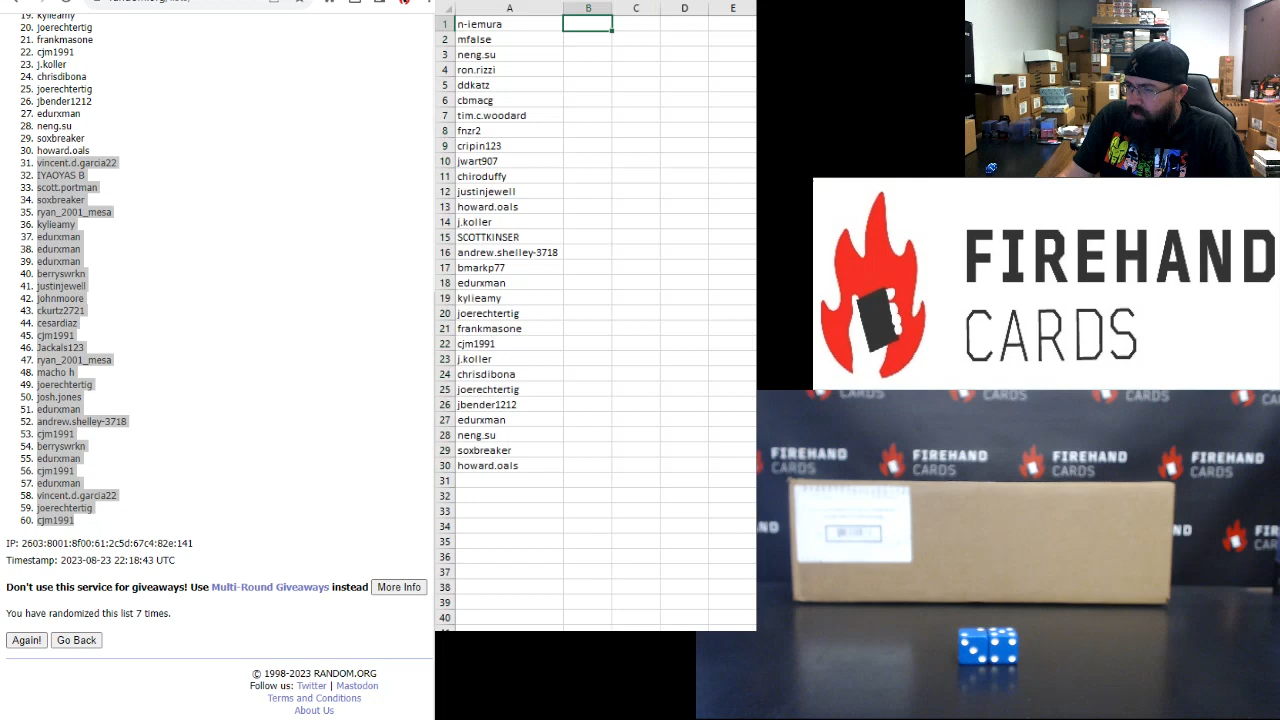 random.org/lists/
19. kylieamy
20. joerechtertig
21. frankmasone
22. cjm1991
23. j.koller
24. chrisdibona
25. joerechtertig
26. jbender1212
27. edurxman
28. neng.su
29. soxbreaker
30. howard.oals
31. vincent.d.garcia22
32. IYAOYAS B
33. scott.portman
34. soxbreaker
35. ryan_2001_mesa
36. kylieamy
37. edurxman
38. edurxman
39. edurxman
40. berryswrkn
41. justinjewell
42. johnmoore
43. ckurtz2721
44. cesardiaz
45. cjm1991
46. Jackals123
47. ryan_2001_mesa
48. macho h
49. joerechtertig
50. josh.jones
51. edurxman
52. andrew.shelley-3718
53. cjm1991
54. berryswrkn
55. edurxman
56. cjm1991
57. edurxman
58. vincent.d.garcia22
59. joerechtertig
60. cjm1991
IP: 2603:8001:8f00:61:2c5d:67c4:82e:141
Timestamp: 2023-08-23 22:18:43 UTC
Don't use this service for giveaways! Use Multi-Round Giveaways instead More Info
You have randomized this list 7 times.
Again! Go Back
© 1998-2023 RANDOM.ORG
Follow us: Twitter | Mastodon
Terms and Conditions
About Us
A B C D E
1 n-iemura
2 mfalse
3 neng.su
4 ron.rizzi
5 ddkatz
6 cbmacg
7 tim.c.woodard
8 fnzr2
9 cripin123
10 jwart907
11 chiroduffy
12 justinjewell
13 howard.oals
14 j.koller
15 SCOTTKINSER
16 andrew.shelley-3718
17 bmarkp77
18 edurxman
19 kylieamy
20 joerechtertig
21 frankmasone
22 cjm1991
23 j.koller
24 chrisdibona
25 joerechtertig
26 jbender1212
27 edurxman
28 neng.su
29 soxbreaker
30 howard.oals
31
32
33
34
35
36
37
38
39
40
FIREHAND
CARDS
FIREHAND
CARDS
FIREHAND
CARDS
FIREHAND
CARDS